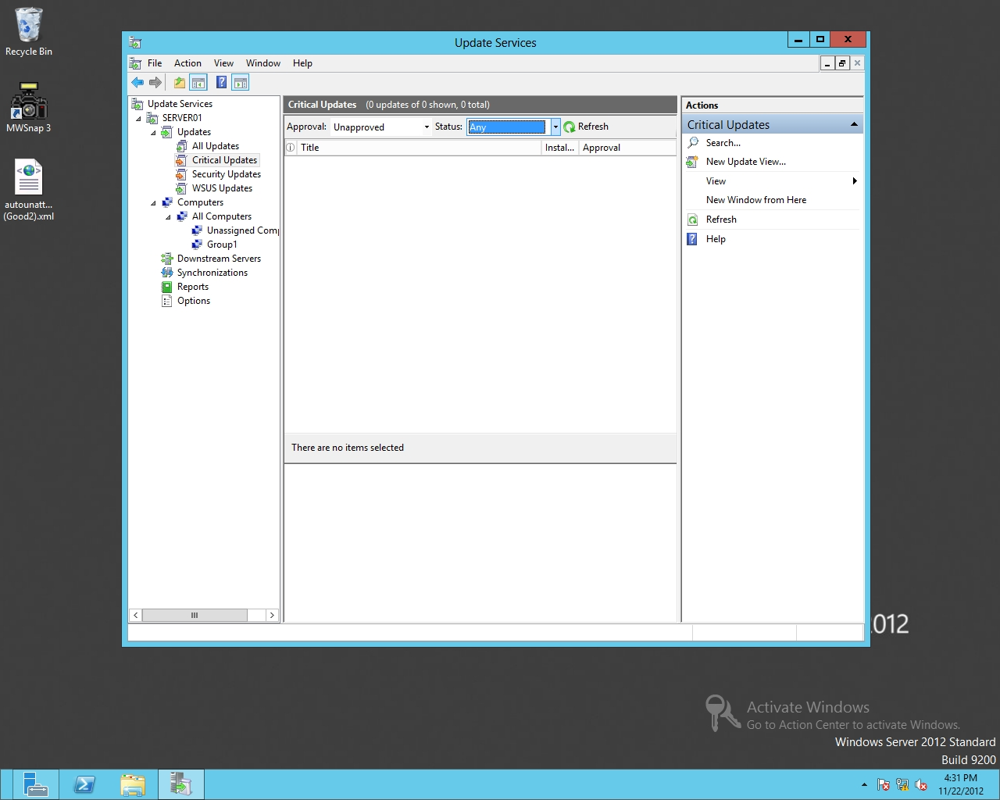 Recycle Bin
MWSnap 3
autounatt...
(Good2).xml
Update Services
File Action View Window Help
Update Services
SERVER01
Updates
All Updates
Critical Updates
Security Updates
WSUS Updates
Computers
All Computers
Unassigned Comp
Group1
Downstream Servers
Synchronizations
Reports
Options
Critical Updates (0 updates of 0 shown, 0 total)
Approval: Unapproved Status: Any Refresh
Title Instal... Approval
There are no items selected
Actions
Critical Updates
Search...
New Update View...
View
New Window from Here
Refresh
Help
2012
Activate Windows
Go to Action Center to activate Windows.
Windows Server 2012 Standard
Build 9200
4:31 PM
11/22/2012